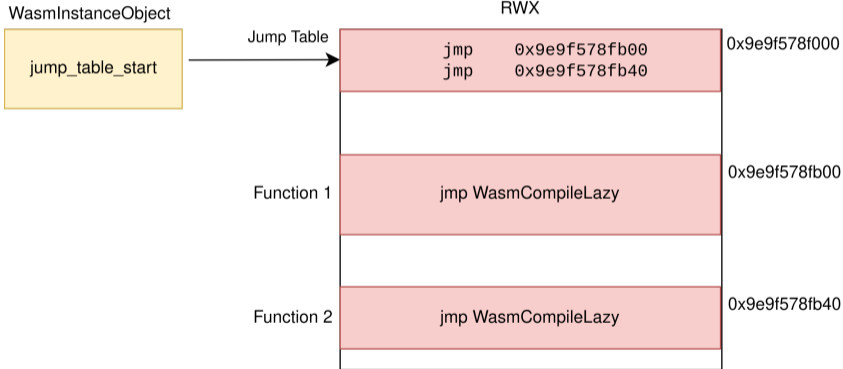 WasmInstanceObject
RWX
Jump Table
jump_table_start
jmp 0x9e9f578fb00
jmp 0x9e9f578fb40
0x9e9f578f000
Function 1
jmp WasmCompileLazy
0x9e9f578fb00
Function 2
jmp WasmCompileLazy
0x9e9f578fb40